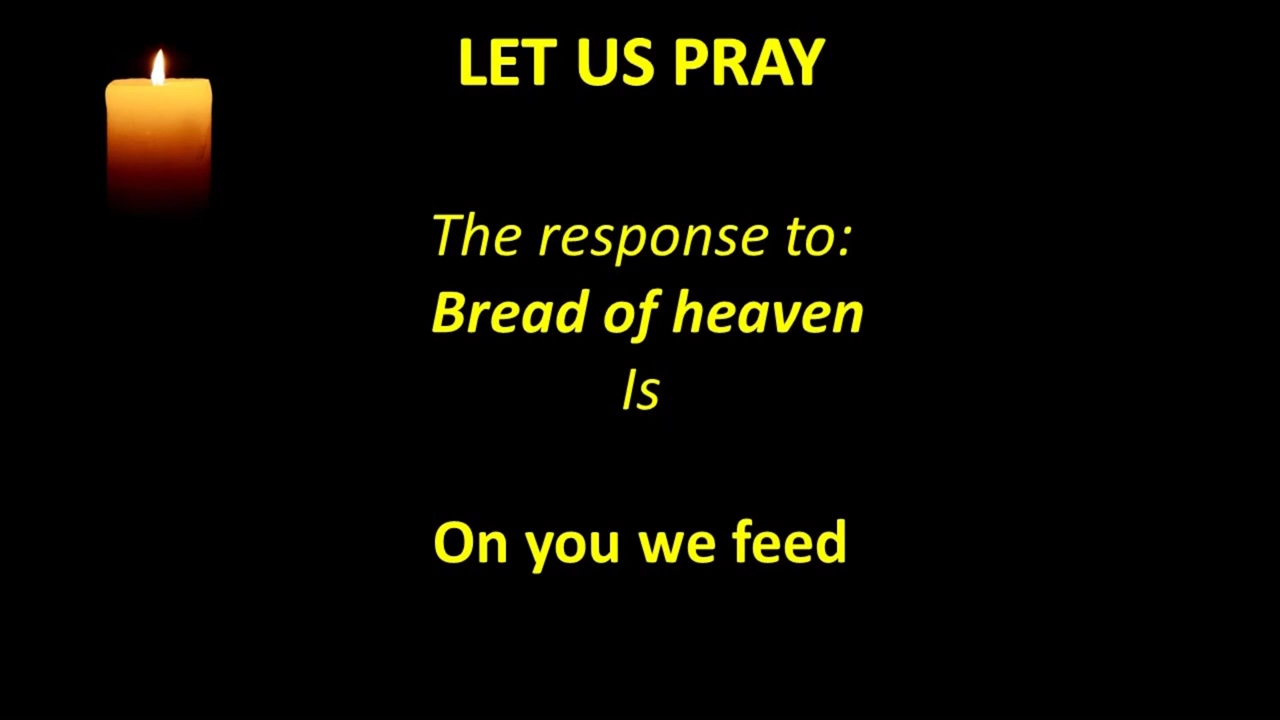 LET US PRAY
The response to:
Bread of heaven
Is
On you we feed